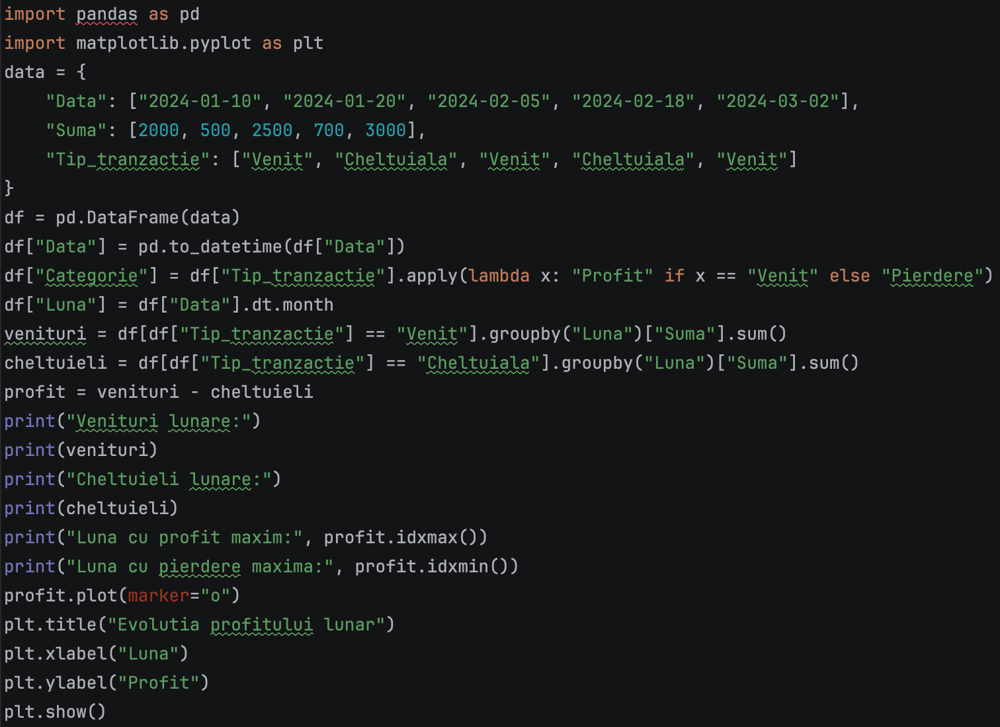 import pandas as pd
import matplotlib.pyplot as plt
data = {
    "Data": ["2024-01-10", "2024-01-20", "2024-02-05", "2024-02-18", "2024-03-02"],
    "Suma": [2000, 500, 2500, 700, 3000],
    "Tip_tranzactie": ["Venit", "Cheltuiala", "Venit", "Cheltuiala", "Venit"]
}
df = pd.DataFrame(data)
df["Data"] = pd.to_datetime(df["Data"])
df["Categorie"] = df["Tip_tranzactie"].apply(lambda x: "Profit" if x == "Venit" else "Pierdere")
df["Luna"] = df["Data"].dt.month
venituri = df[df["Tip_tranzactie"] == "Venit"].groupby("Luna")["Suma"].sum()
cheltuieli = df[df["Tip_tranzactie"] == "Cheltuiala"].groupby("Luna")["Suma"].sum()
profit = venituri - cheltuieli
print("Venituri lunare:")
print(venituri)
print("Cheltuieli lunare:")
print(cheltuieli)
print("Luna cu profit maxim:", profit.idxmax())
print("Luna cu pierdere maxima:", profit.idxmin())
profit.plot(marker="o")
plt.title("Evolutia profitului lunar")
plt.xlabel("Luna")
plt.ylabel("Profit")
plt.show()